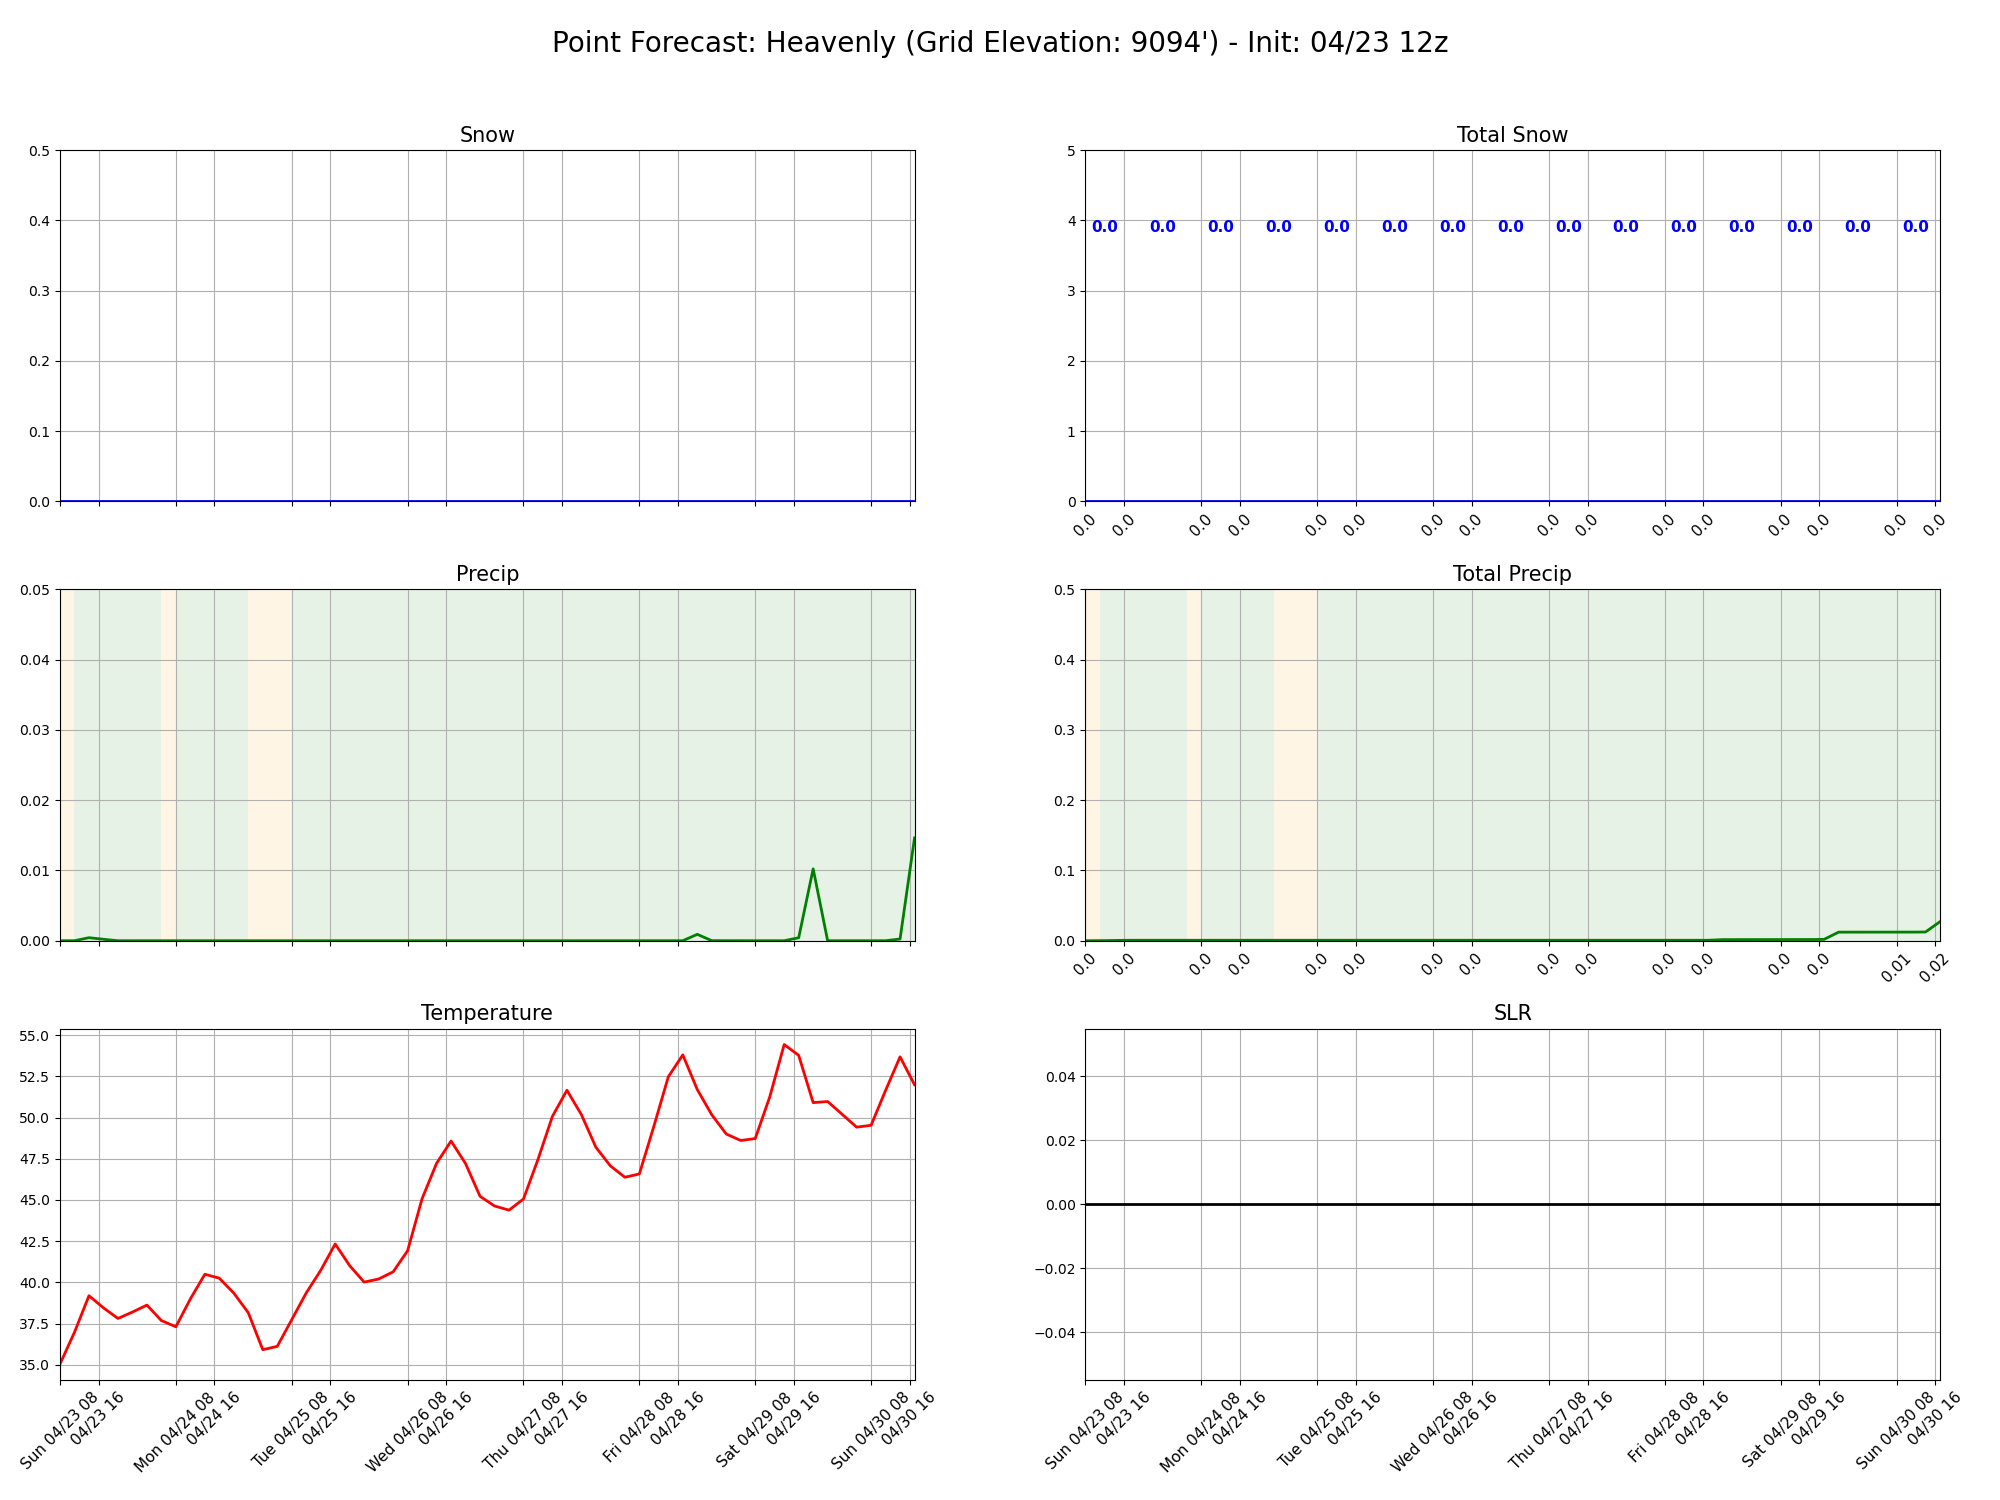 Point Forecast: Heavenly (Grid Elevation: 9094') - Init: 04/23 12z
Snow
0.5
0.4
0.3
0.2
0.1
0.0
Total Snow
5
4
3
2
1
0
0.0 0.0 0.0 0.0 0.0 0.0 0.0 0.0 0.0 0.0 0.0 0.0 0.0 0.0 0.0
0.0 0.0 0.0 0.0 0.0 0.0 0.0 0.0 0.0 0.0 0.0 0.0 0.0 0.0 0.0 0.0
Precip
0.05
0.04
0.03
0.02
0.01
0.00
Total Precip
0.5
0.4
0.3
0.2
0.1
0.0
0.0 0.0 0.0 0.0 0.0 0.0 0.0 0.0 0.0 0.0 0.0 0.0 0.0 0.0 0.01 0.02
Temperature
55.0
52.5
50.0
47.5
45.0
42.5
40.0
37.5
35.0
Sun 04/23 08
04/23 16
Mon 04/24 08
04/24 16
Tue 04/25 08
04/25 16
Wed 04/26 08
04/26 16
Thu 04/27 08
04/27 16
Fri 04/28 08
04/28 16
Sat 04/29 08
04/29 16
Sun 04/30 08
04/30 16
SLR
0.04
0.02
0.00
−0.02
−0.04
Sun 04/23 08
04/23 16
Mon 04/24 08
04/24 16
Tue 04/25 08
04/25 16
Wed 04/26 08
04/26 16
Thu 04/27 08
04/27 16
Fri 04/28 08
04/28 16
Sat 04/29 08
04/29 16
Sun 04/30 08
04/30 16